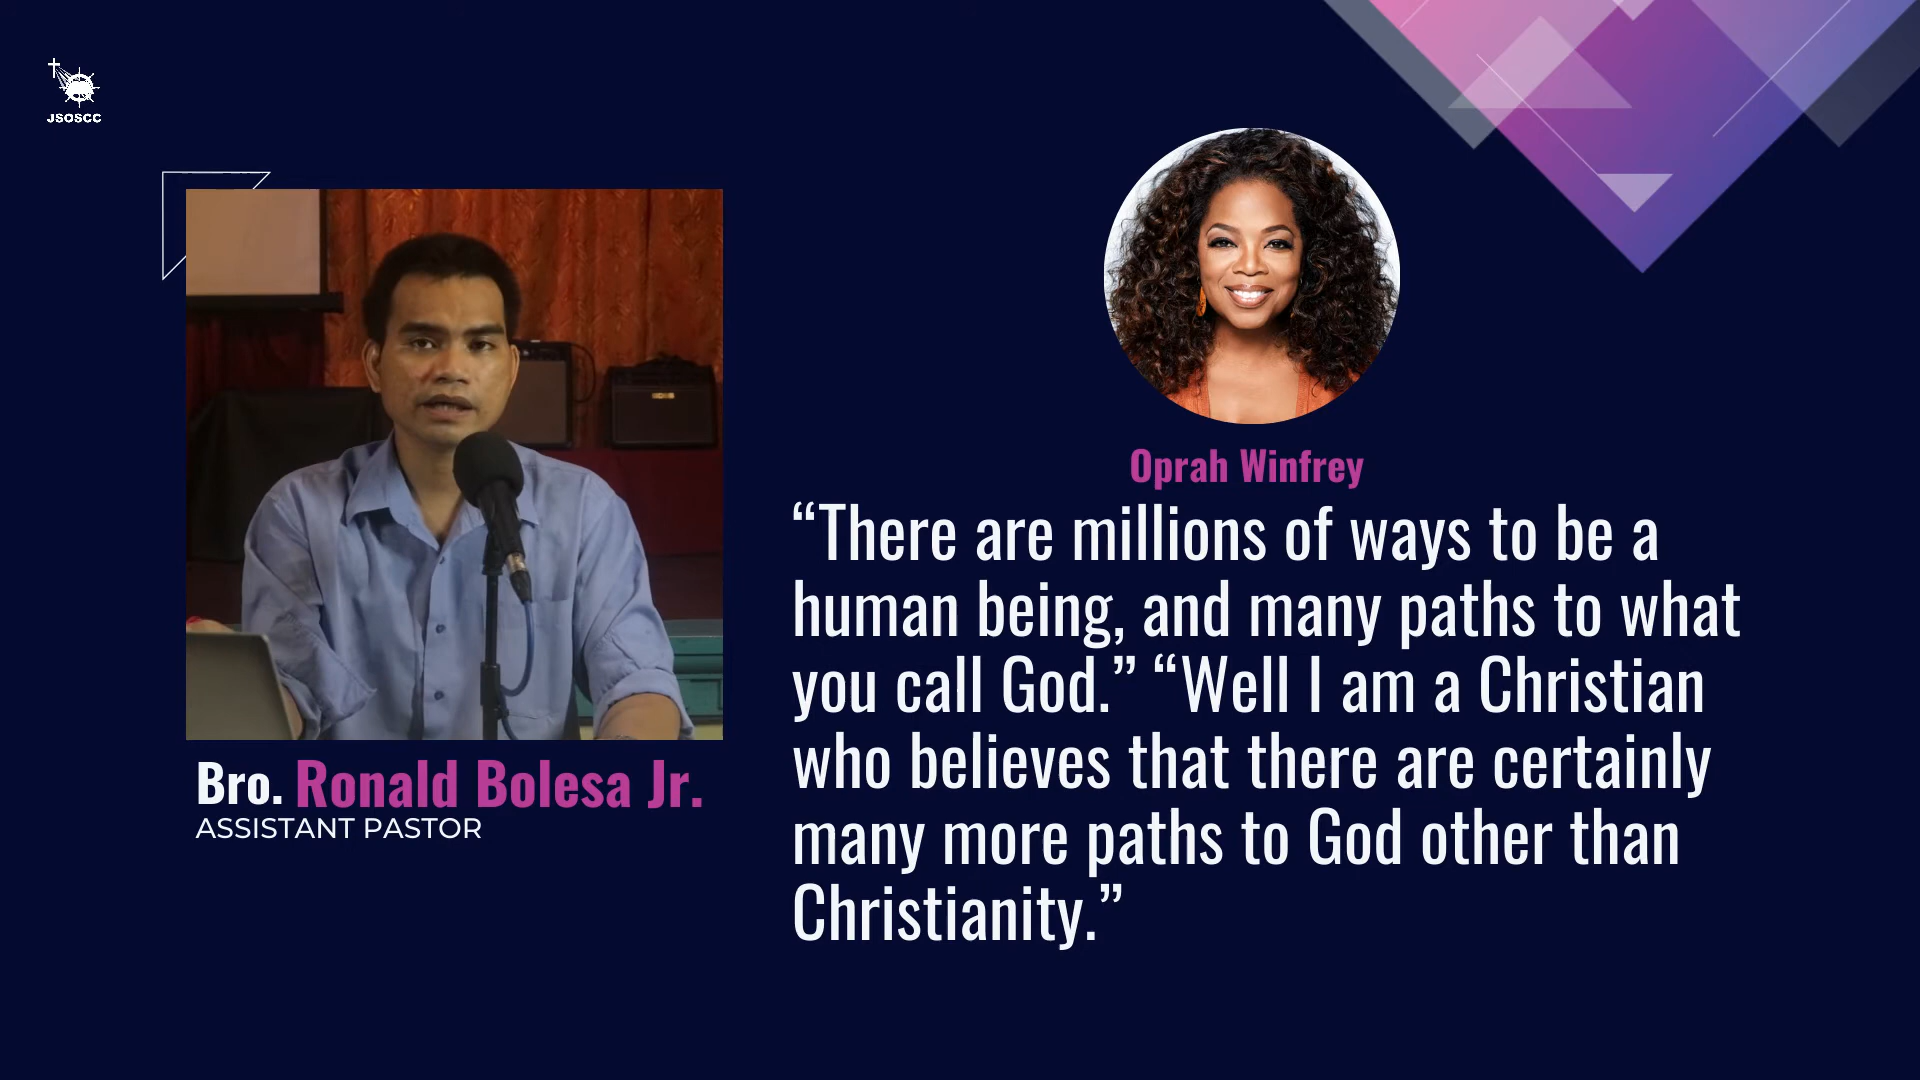 JSOSCC
Bro. Ronald Bolesa Jr.
ASSISTANT PASTOR
Oprah Winfrey
“There are millions of ways to be a
human being, and many paths to what
you call God.” “Well I am a Christian
who believes that there are certainly
many more paths to God other than
Christianity.”